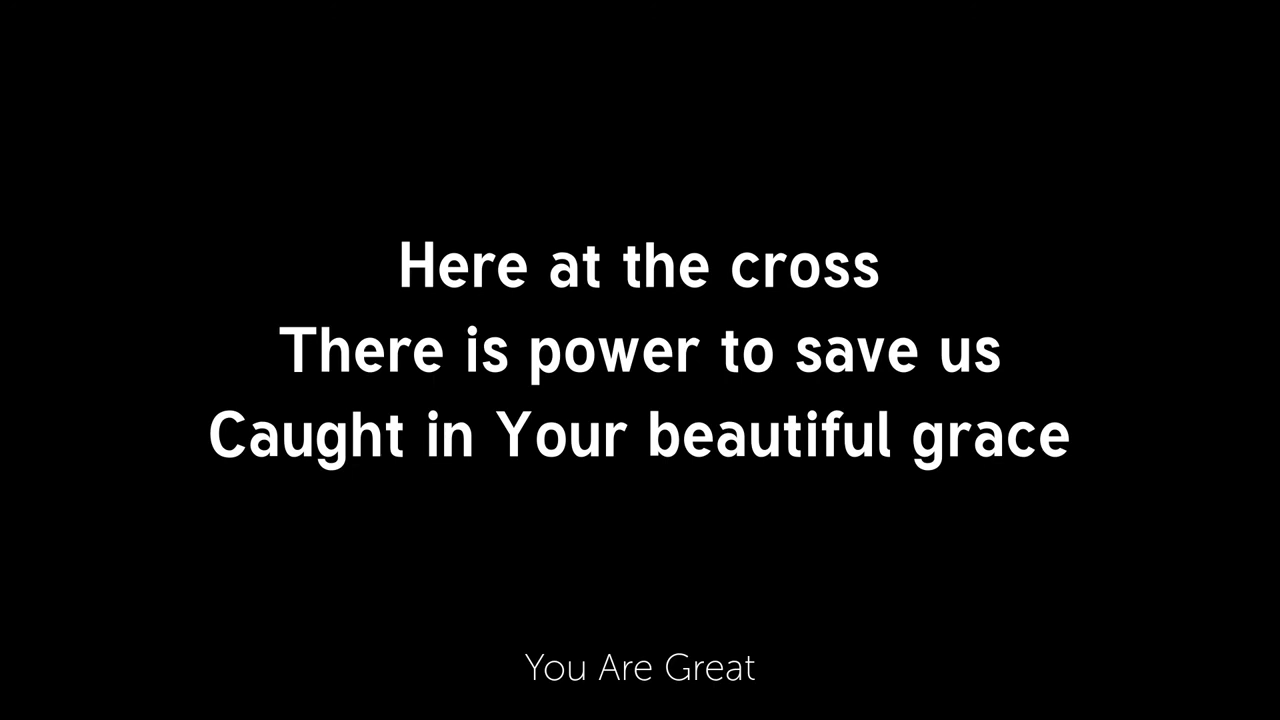 Here at the cross
There is power to save us
Caught in Your beautiful grace
You Are Great